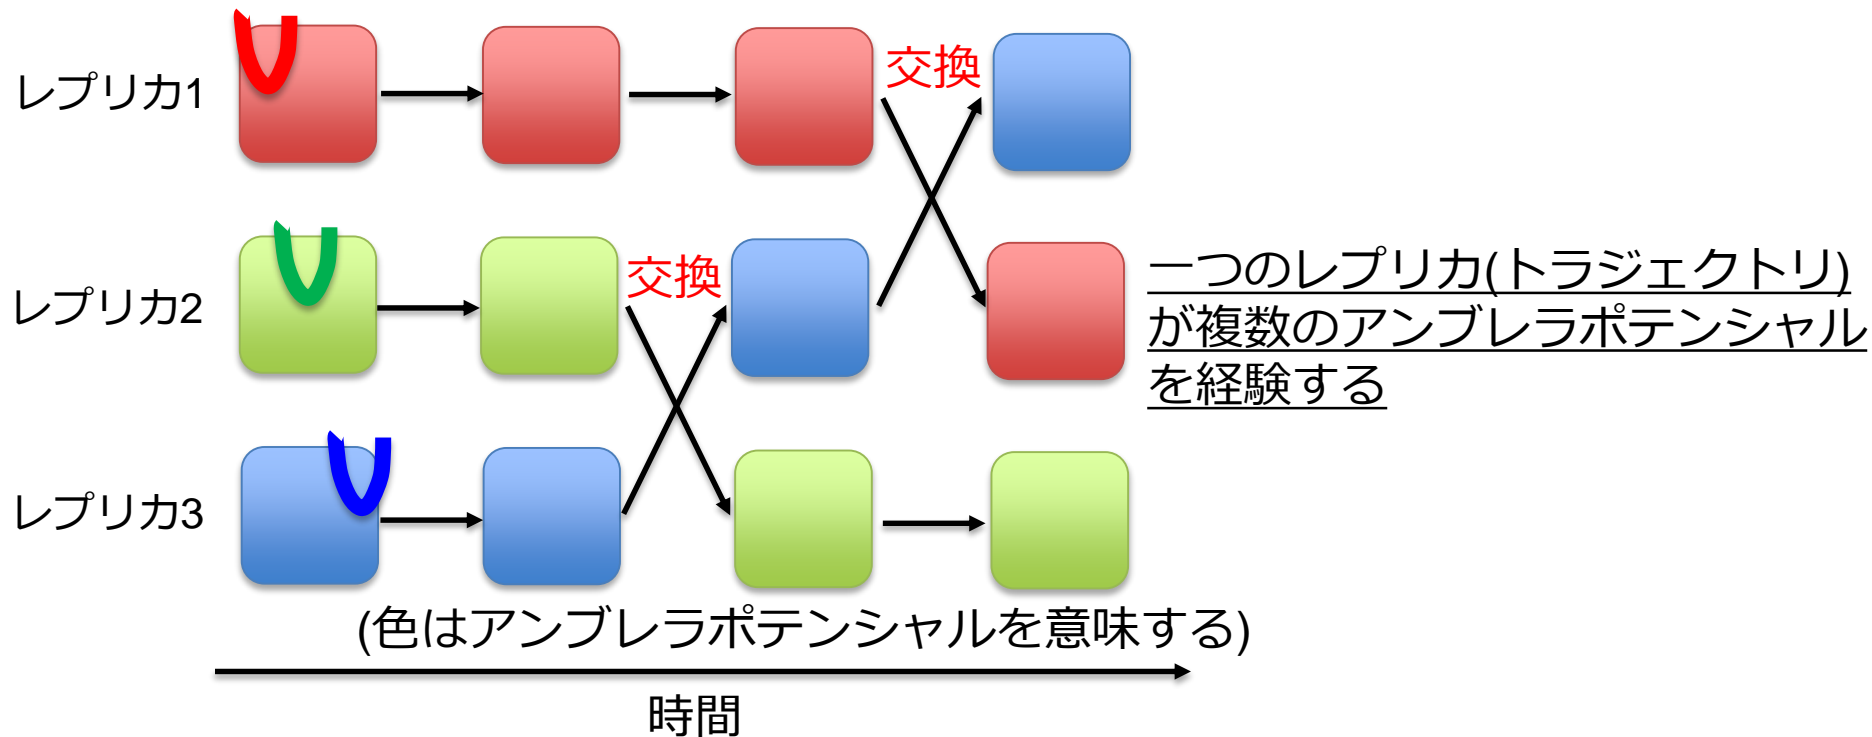 レプリカ1
交換
レプリカ2
交換
一つのレプリカ(トラジェクトリ)
が複数のアンブレラポテンシャル
を経験する
レプリカ3
(色はアンブレラポテンシャルを意味する)
時間